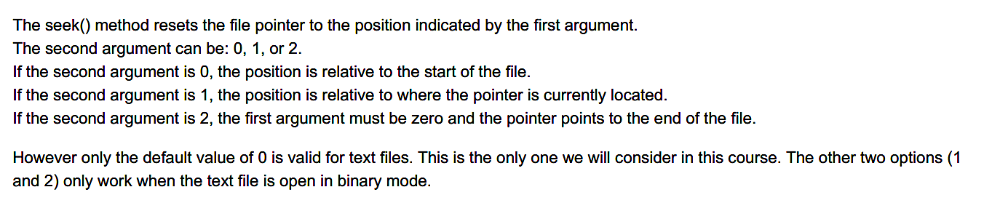 The seek() method resets the file pointer to the position indicated by the first argument.
The second argument can be: 0, 1, or 2.
If the second argument is 0, the position is relative to the start of the file.
If the second argument is 1, the position is relative to where the pointer is currently located.
If the second argument is 2, the first argument must be zero and the pointer points to the end of the file.
However only the default value of 0 is valid for text files. This is the only one we will consider in this course. The other two options (1
and 2) only work when the text file is open in binary mode.